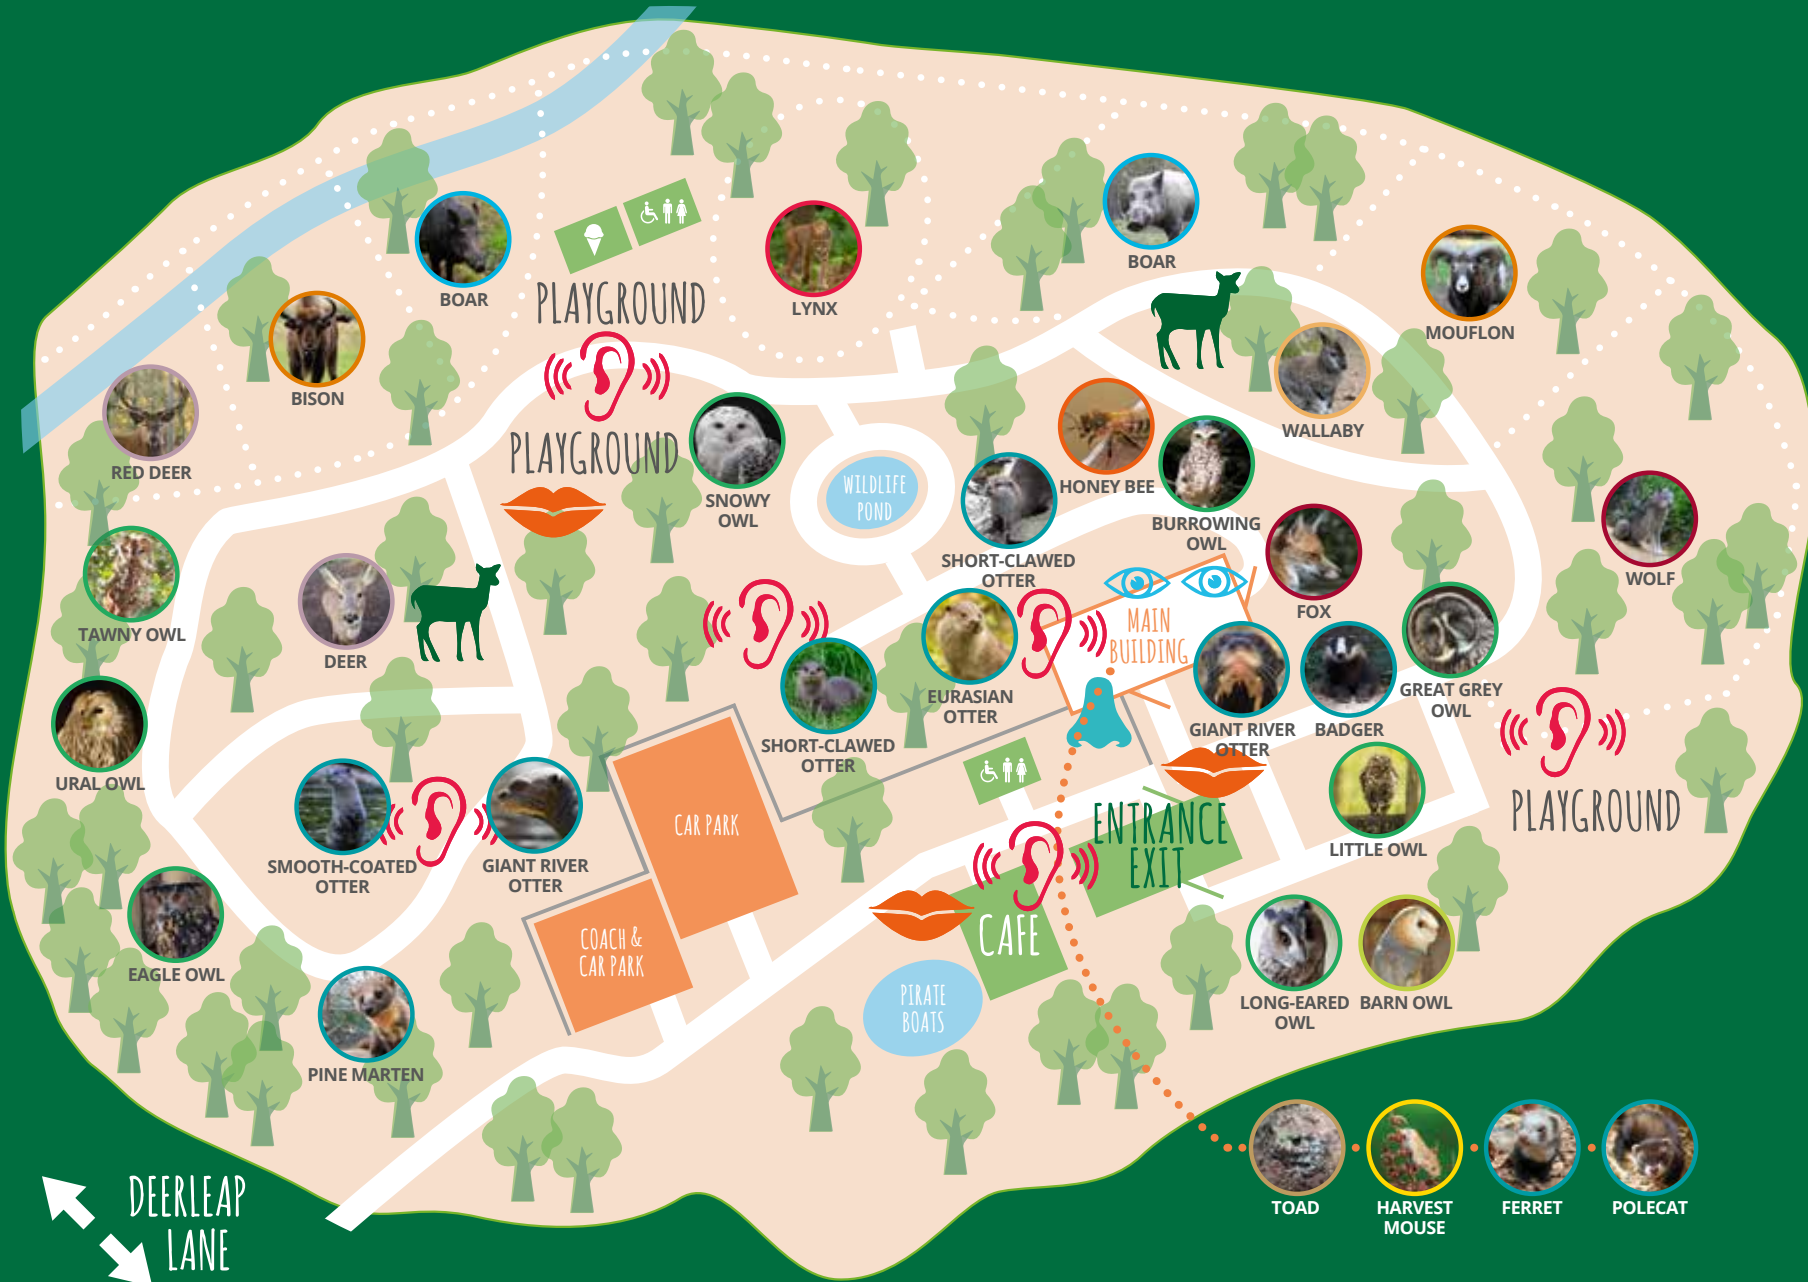 BOAR
BOAR
PLAYGROUND
LYNX
MOUFLON
BISON
WALLABY
RED DEER
PLAYGROUND
SNOWY
OWL
WILDLIFE
POND
HONEY BEE
BURROWING
OWL
SHORT-CLAWED
OTTER
WOLF
FOX
TAWNY OWL
DEER
MAIN
BUILDING
EURASIAN
OTTER
GREAT GREY
OWL
GIANT RIVER
OTTER
BADGER
SHORT-CLAWED
OTTER
URAL OWL
PLAYGROUND
CAR PARK
ENTRANCE
EXIT
LITTLE OWL
SMOOTH-COATED
OTTER
GIANT RIVER
OTTER
COACH &
CAR PARK
CAFE
EAGLE OWL
PIRATE
BOATS
LONG-EARED
OWL
BARN OWL
PINE MARTEN
DEERLEAP
LANE
TOAD
HARVEST
MOUSE
FERRET
POLECAT